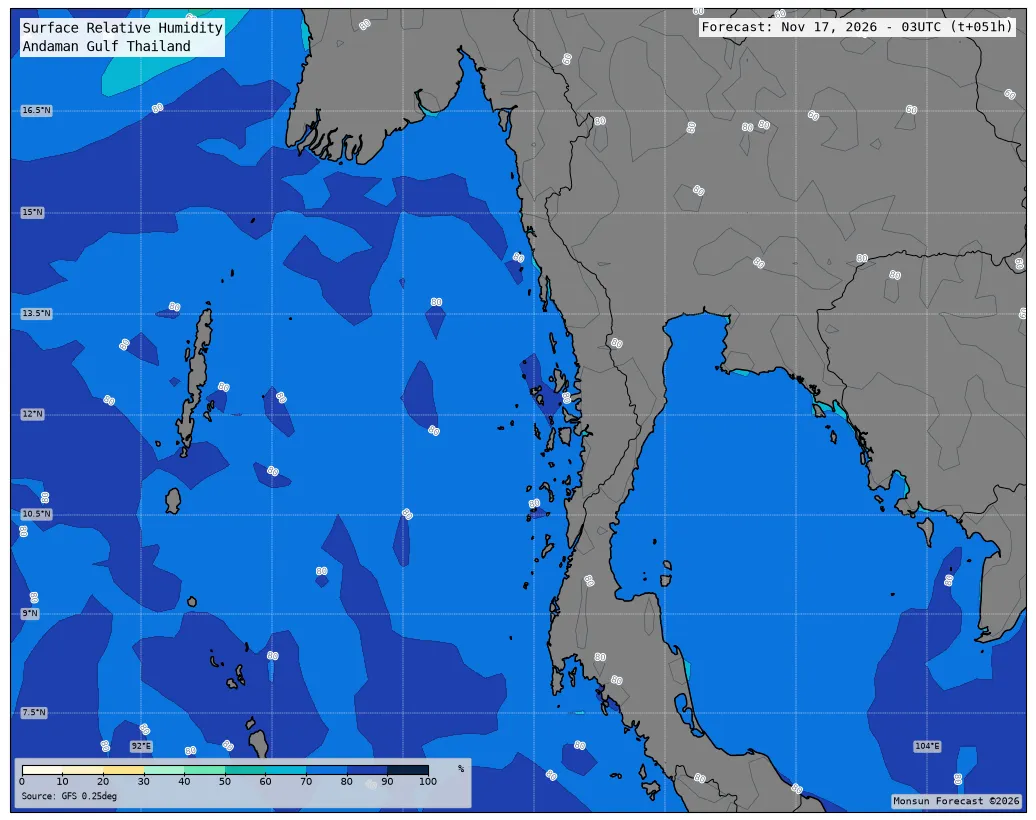 Surface Relative Humidity
Andaman Gulf Thailand
Forecast: Nov 17, 2026 - 03UTC (t+051h)
16.5°N
15°N
13.5°N
12°N
10.5°N
9°N
7.5°N
92°E
104°E
0 10 20 30 40 50 60 70 80 90 100 %
Source: GFS 0.25deg
Monsun Forecast ©2026